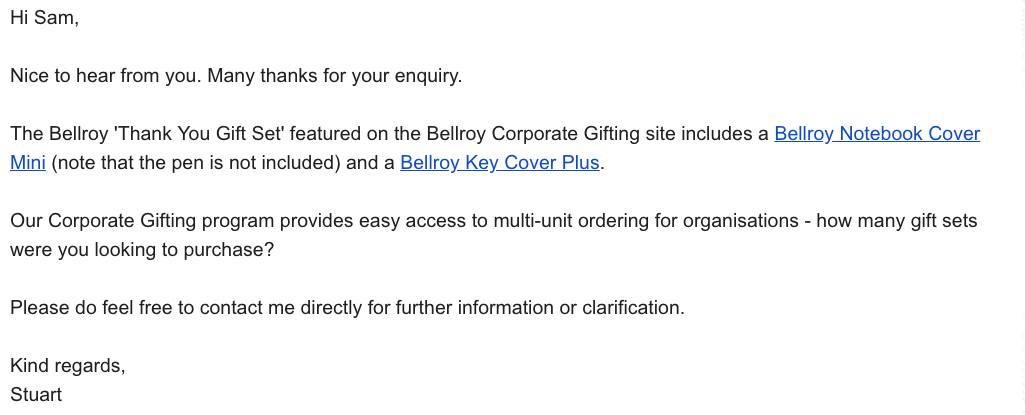 Hi Sam,
Nice to hear from you. Many thanks for your enquiry.
The Bellroy 'Thank You Gift Set' featured on the Bellroy Corporate Gifting site includes a Bellroy Notebook Cover
Mini (note that the pen is not included) and a Bellroy Key Cover Plus.
Our Corporate Gifting program provides easy access to multi-unit ordering for organisations - how many gift sets
were you looking to purchase?
Please do feel free to contact me directly for further information or clarification.
Kind regards,
Stuart